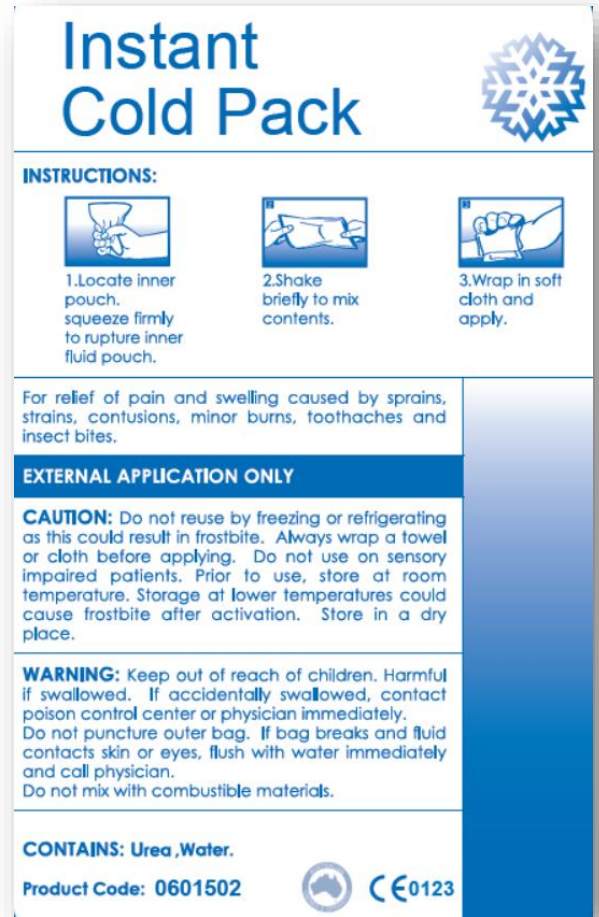 Instant
Cold Pack
INSTRUCTIONS:
1.Locate inner
pouch.
squeeze firmly
to rupture inner
fluid pouch.
2
2.Shake
briefly to mix
contents.
3
3.Wrap in soft
cloth and
apply.
For relief of pain and swelling caused by sprains,
strains, contusions, minor burns, toothaches and
insect bites.
EXTERNAL APPLICATION ONLY
CAUTION: Do not reuse by freezing or refrigerating
as this could result in frostbite. Always wrap a towel
or cloth before applying. Do not use on sensory
impaired patients. Prior to use, store at room
temperature. Storage at lower temperatures could
cause frostbite after activation. Store in a dry
place.
WARNING: Keep out of reach of children. Harmful
if swallowed. If accidentally swallowed, contact
poison control center or physician immediately.
Do not puncture outer bag. If bag breaks and fluid
contacts skin or eyes, flush with water immediately
and call physician.
Do not mix with combustible materials.
CONTAINS: Urea ,Water.
Product Code: 0601502
CE0123